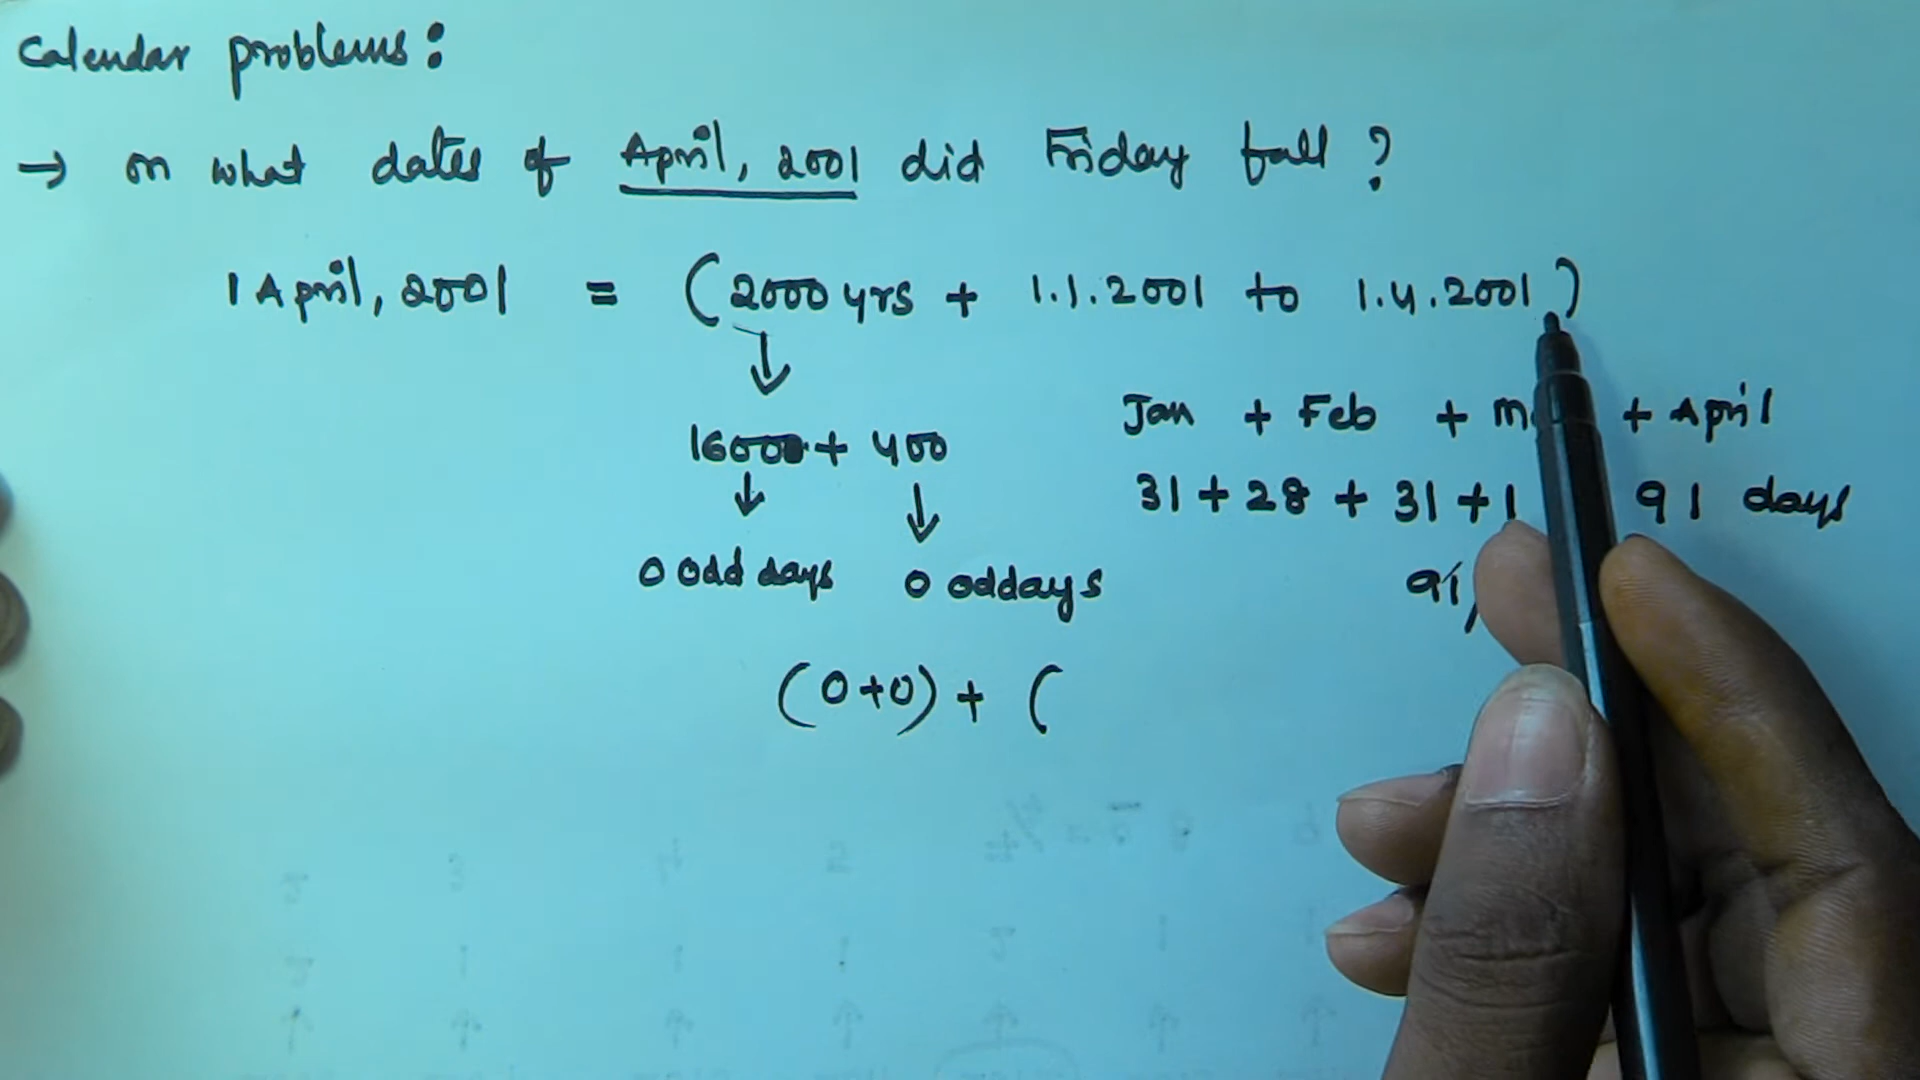 Calendar problems:
→ on what dates of April, 2001 did Friday fall?
1 April, 2001 = (2000 yrs + 1.1.2001 to 1.4.2001)
1600 + 400
Jan + Feb + + April
31 + 28 + 31 + 1 91 days
0 odd days 0 oddays
91/
(0+0) + (